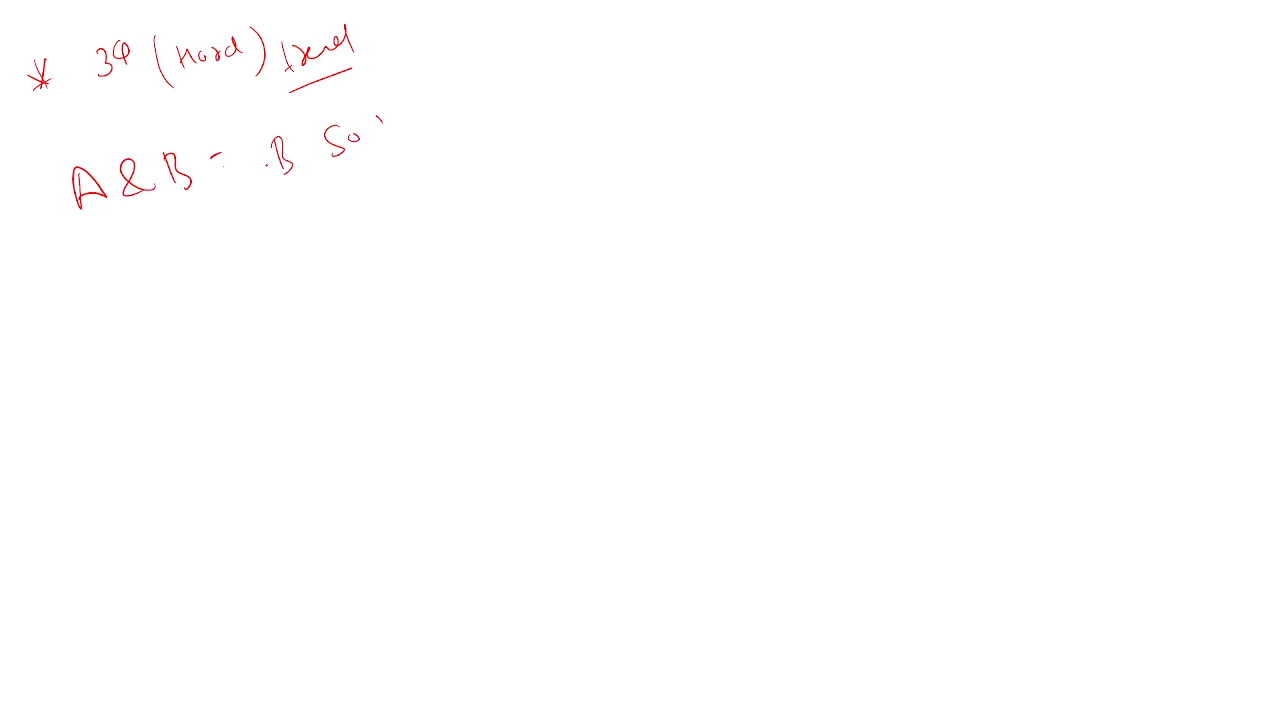 * 3φ (Hard) level
A & B = .B So